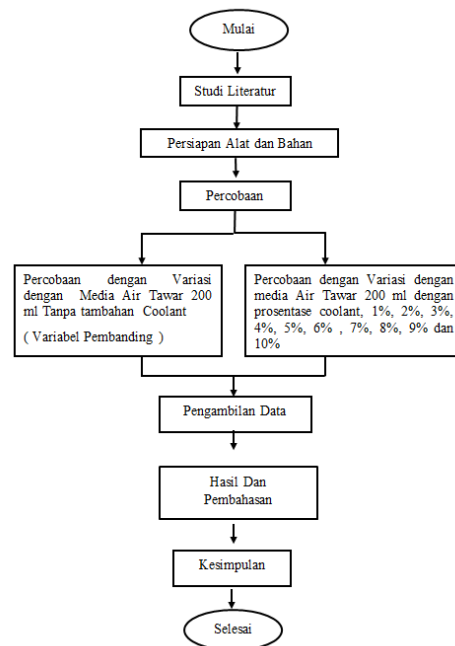 Mulai
Studi Literatur
Persiapan Alat dan Bahan
Percobaan
Percobaan dengan Variasi
dengan Media Air Tawar 200
ml Tanpa tambahan Coolant
( Variabel Pembanding )
Percobaan dengan Variasi dengan
media Air Tawar 200 ml dengan
prosentase coolant, 1%, 2%, 3%,
4%, 5%, 6% , 7%, 8%, 9% dan
10%
Pengambilan Data
Hasil Dan
Pembahasan
Kesimpulan
Selesai